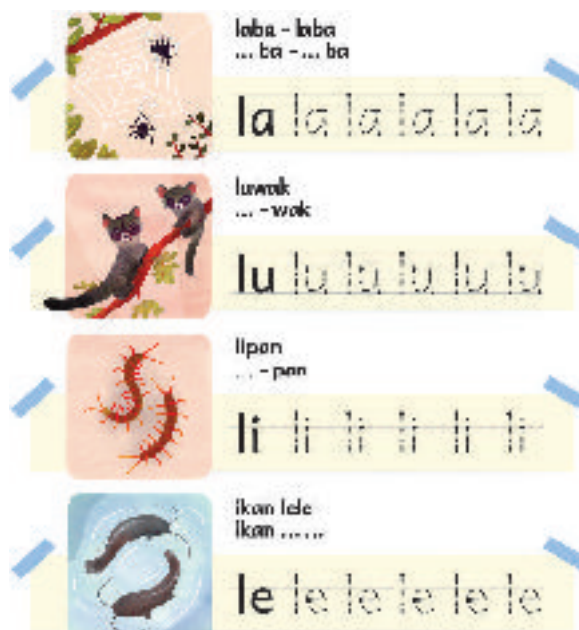 laba - laba
... ba - ... ba
la la la la la la
luwak
... - wak
lu lu lu lu lu lu
lipan
... - pan
li li li li li li
ikan lele
ikan ... ...
le le le le le le